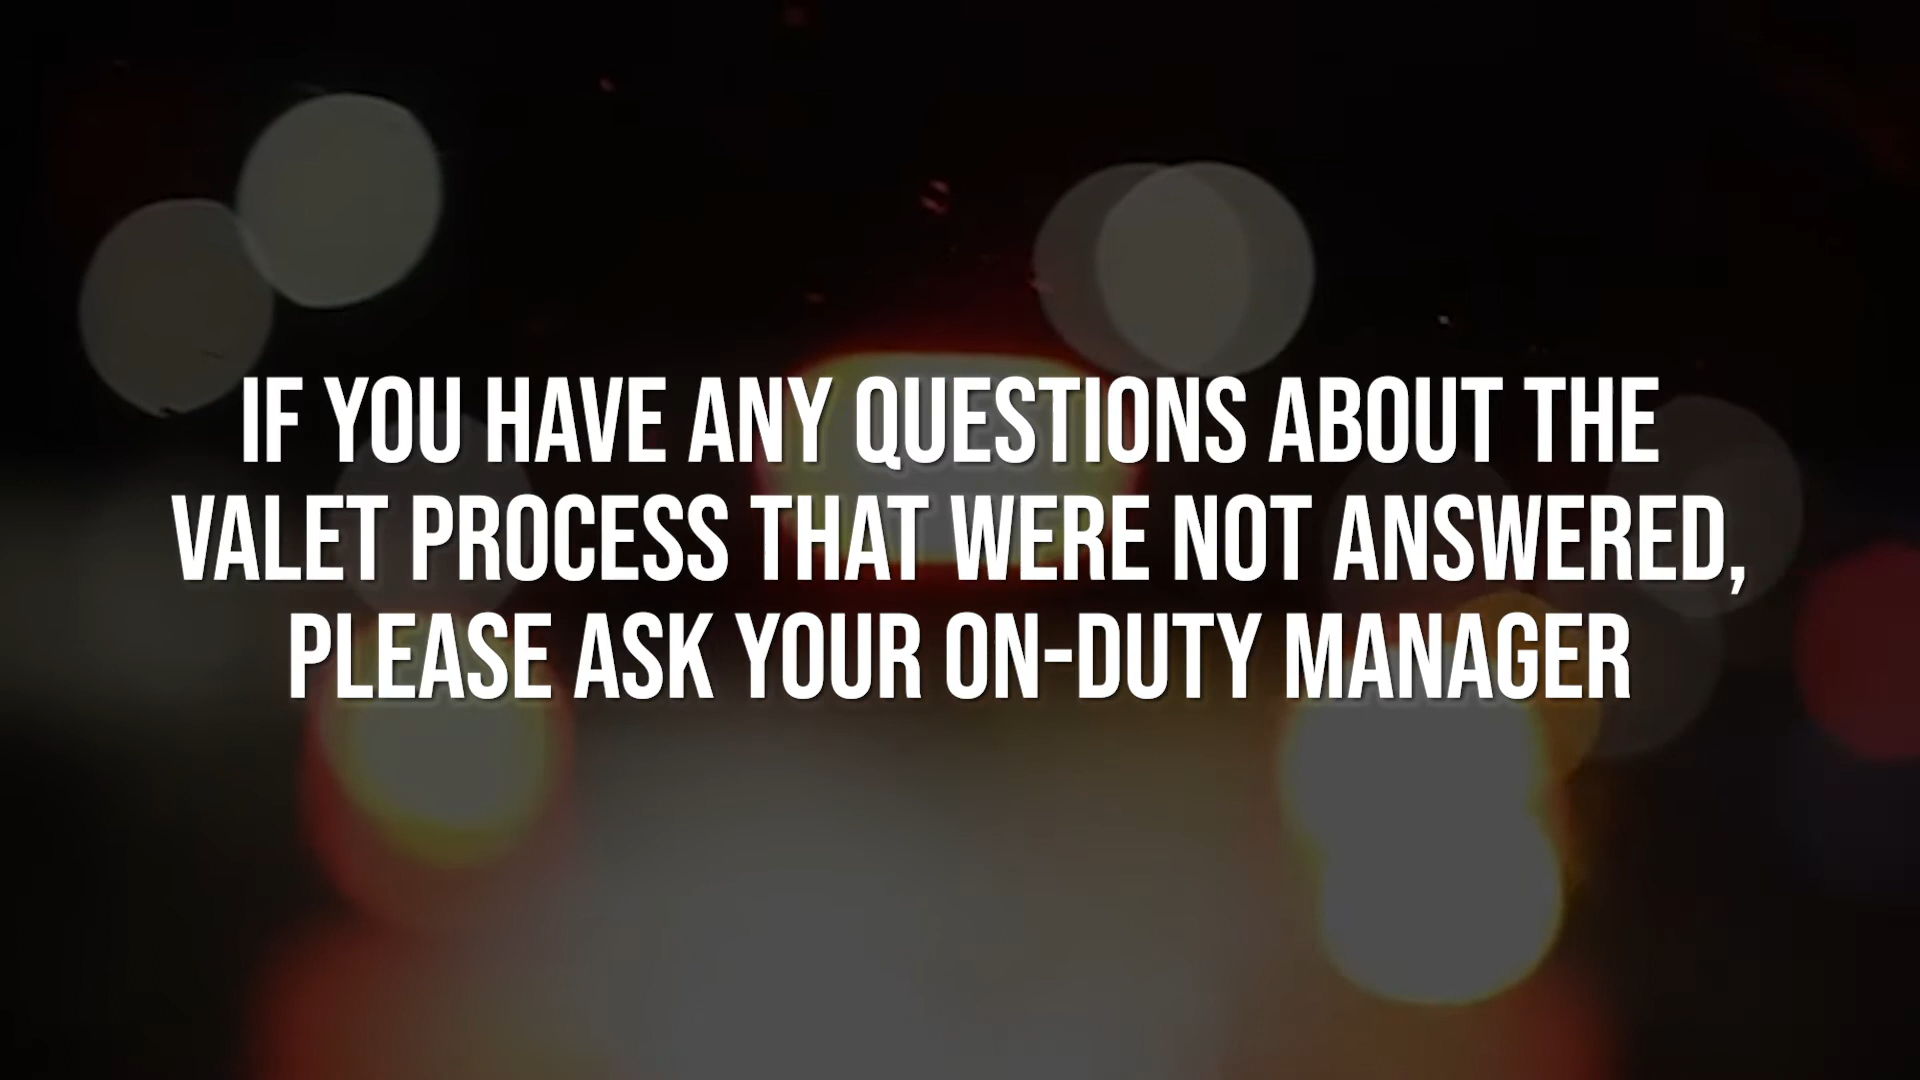 IF YOU HAVE ANY QUESTIONS ABOUT THE
VALET PROCESS THAT WERE NOT ANSWERED,
PLEASE ASK YOUR ON-DUTY MANAGER